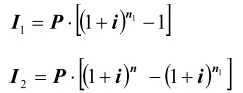 I₁ = P·[(1+i)^{n₁} − 1]
I₂ = P·[(1+i)^n − (1+i)^{n₁}]